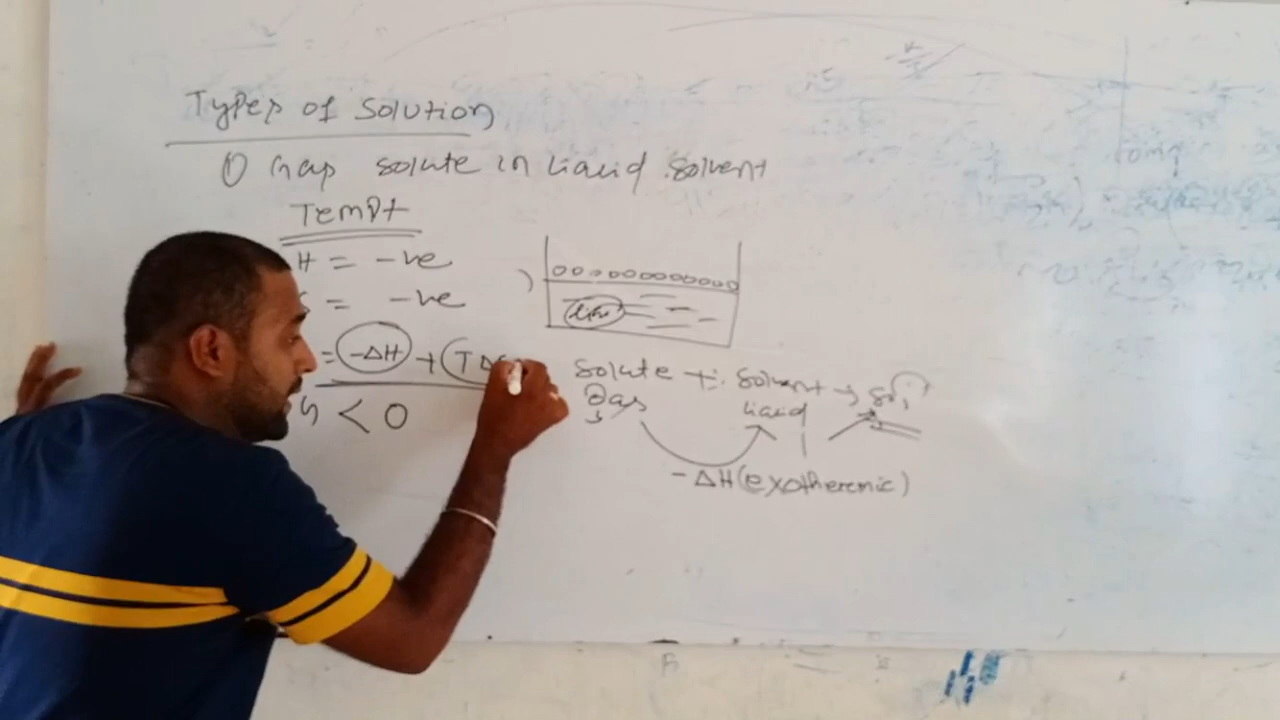 Types of Solution
① Gas solute in Liquid solvent
Tempt
H = -ve
= -ve
= -ΔH + TΔ
< 0
Solute + Solvent →
Gas liquid
-ΔH (exothermic)